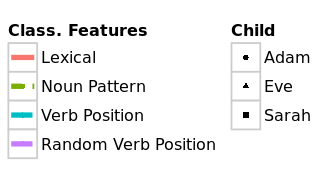 Class. Features
Lexical
Noun Pattern
Verb Position
Random Verb Position
Child
Adam
Eve
Sarah